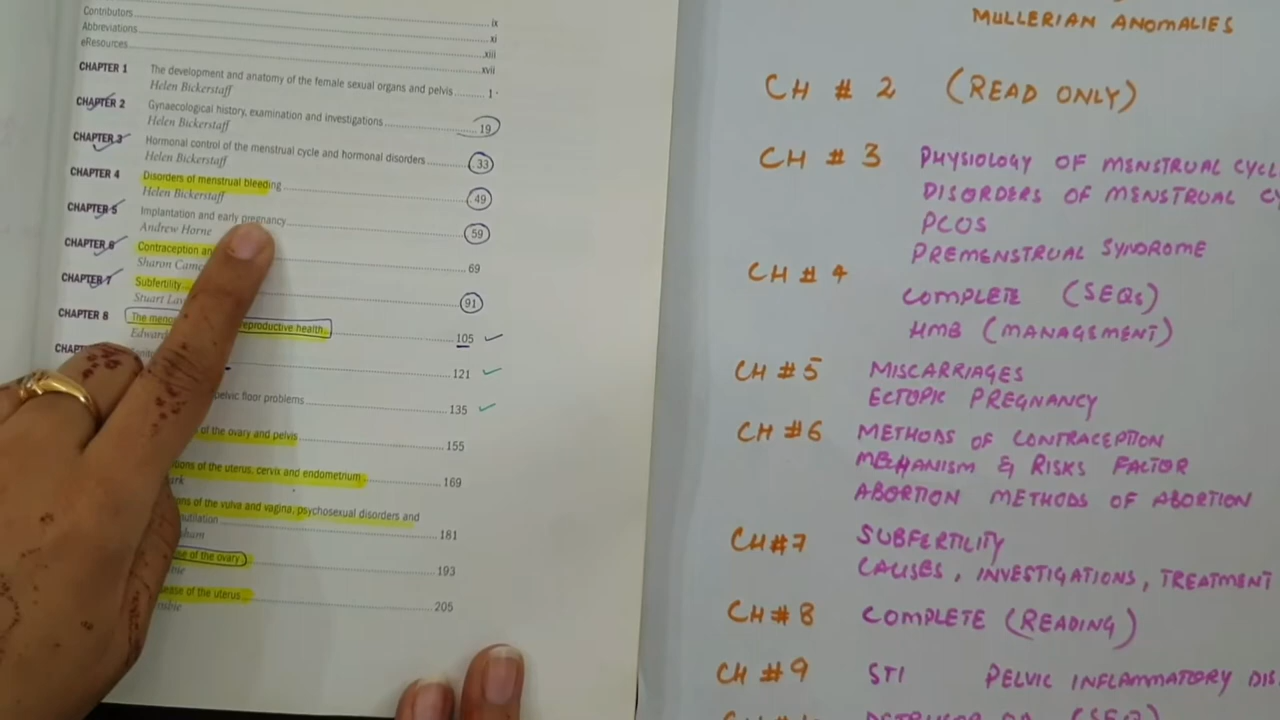 Contributors ix
Abbreviations xi
eResources xiii
xvii
CHAPTER 1 The development and anatomy of the female sexual organs and pelvis 1
Helen Bickerstaff
CHAPTER 2 Gynaecological history, examination and investigations 19
Helen Bickerstaff
CHAPTER 3 Hormonal control of the menstrual cycle and hormonal disorders 33
Helen Bickerstaff
CHAPTER 4 Disorders of menstrual bleeding 49
Helen Bickerstaff
CHAPTER 5 Implantation and early pregnancy 59
Andrew Horne
CHAPTER 6 Contraception 69
Sharon
CHAPTER 7 Subfertility 91
Stuart
CHAPTER 8 The reproductive health 105
121
pelvic floor problems 135
of the ovary and pelvis 155
of the uterus, cervix and endometrium 169
of the vulva and vagina, psychosexual disorders and
181
of the ovary 193
of the uterus 205
MULLERIAN ANOMALIES
CH # 2 (READ ONLY)
CH # 3 PHYSIOLOGY OF MENSTRUAL
DISORDERS OF MENSTRUAL
PCOS
PREMENSTRUAL SYNDROME
CH # 4
COMPLETE (SEQs)
HMB (MANAGEMENT)
CH # 5 MISCARRIAGES
ECTOPIC PREGNANCY
CH #6 METHODS OF CONTRACEPTION
MECHANISM & RISKS FACTOR
ABORTION METHODS OF ABORTION
CH #7 SUBFERTILITY
CAUSES, INVESTIGATIONS, TREATMENT
CH # 8 COMPLETE (READING)
CH #9 STI PELVIC INFLAMMATORY